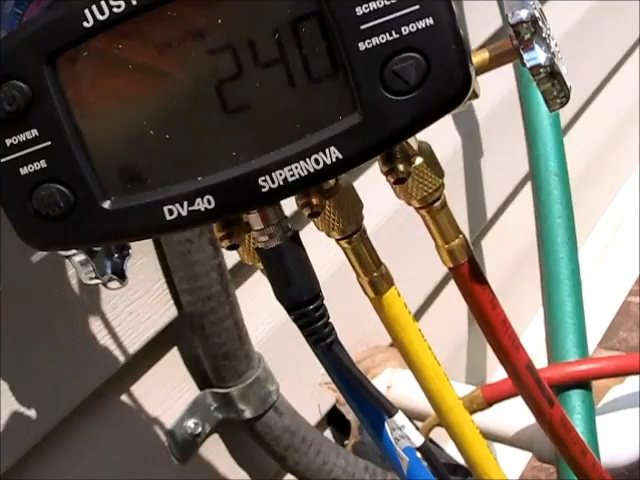 JUST
SCROLL
SCROLL DOWN
240
POWER
MODE
SUPERNOVA
DV-40